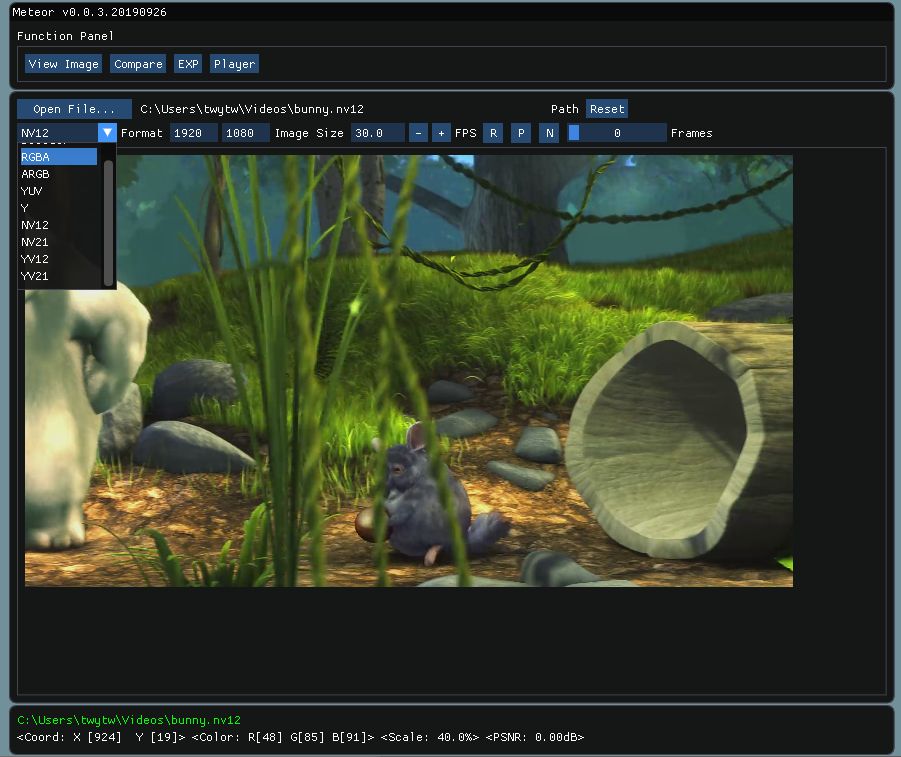 Meteor v0.0.3.20190926
Function Panel
View Image Compare EXP Player
Open File... C:\Users\twytw\Videos\bunny.nv12 Path Reset
NV12 Format 1920 1080 Image Size 30.0 - + FPS R P N 0 Frames
RGBA
ARGB
YUV
Y
NV12
NV21
YV12
YV21
C:\Users\twytw\Videos\bunny.nv12
<Coord: X [924] Y [19]> <Color: R[48] G[85] B[91]> <Scale: 40.0%> <PSNR: 0.00dB>